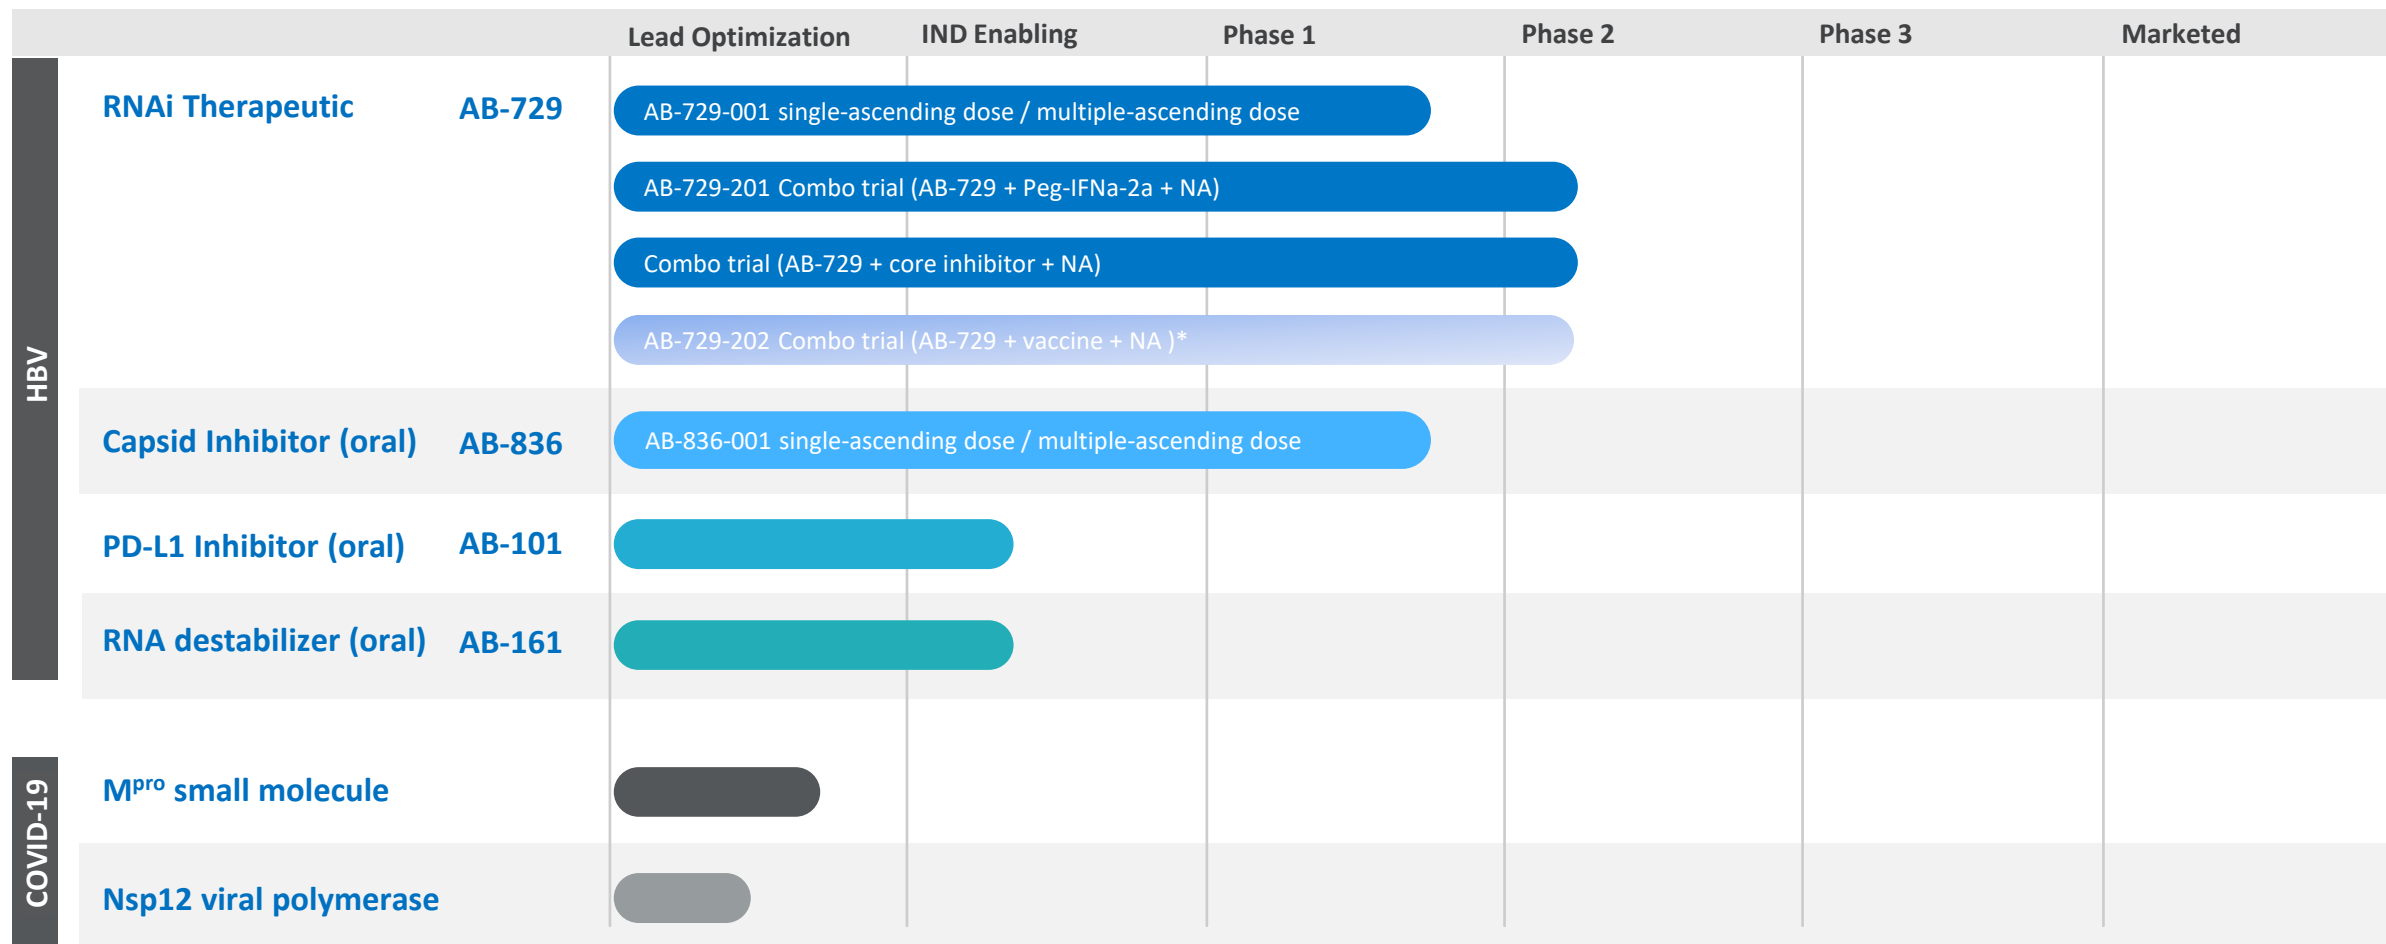 Lead Optimization IND Enabling Phase 1 Phase 2 Phase 3 Marketed
HBV
RNAi Therapeutic AB-729
AB-729-001 single-ascending dose / multiple-ascending dose
AB-729-201 Combo trial (AB-729 + Peg-IFNa-2a + NA)
Combo trial (AB-729 + core inhibitor + NA)
AB-729-202 Combo trial (AB-729 + vaccine + NA )*
Capsid Inhibitor (oral) AB-836
AB-836-001 single-ascending dose / multiple-ascending dose
PD-L1 Inhibitor (oral) AB-101
RNA destabilizer (oral) AB-161
COVID-19
Mᵖʳᵒ small molecule
Nsp12 viral polymerase